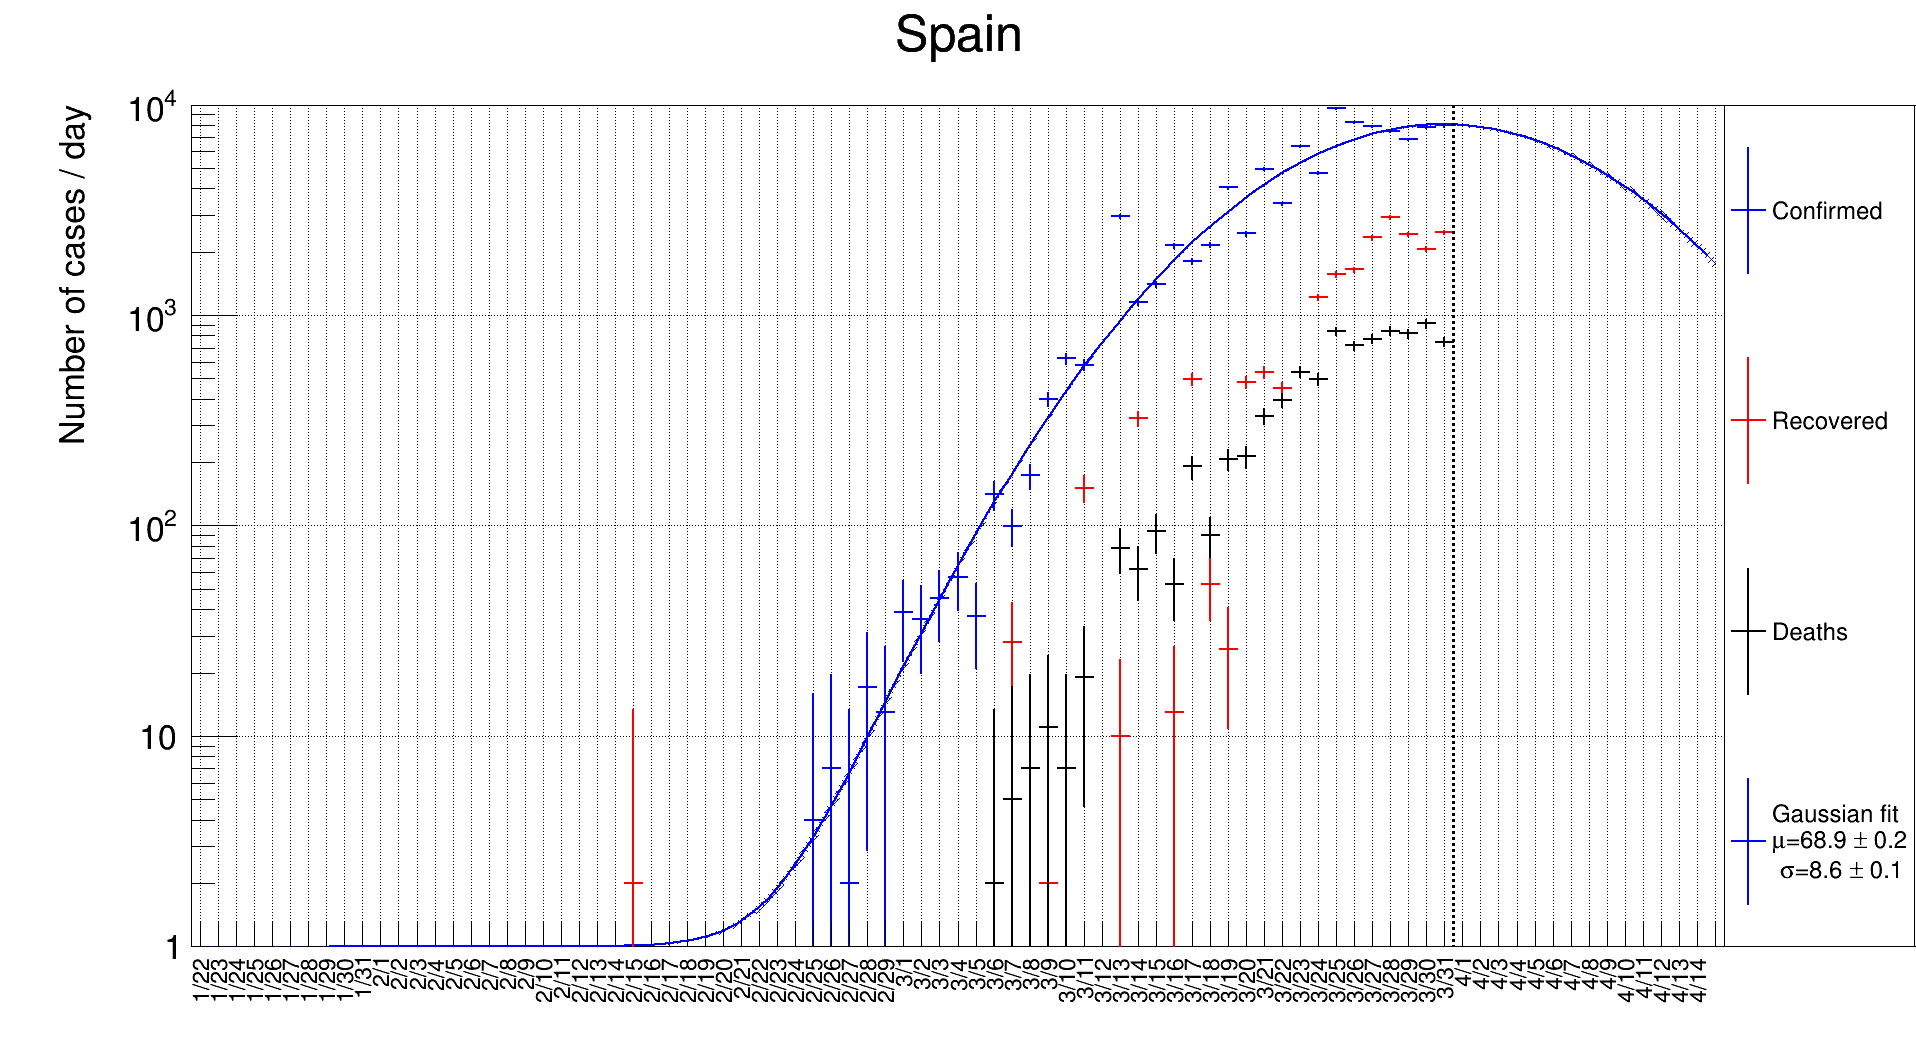 Spain
Number of cases / day
10⁴
10³
10²
10
1
1/22 1/23 1/24 1/25 1/26 1/27 1/28 1/29 1/30 1/31 2/1 2/2 2/3 2/4 2/5 2/6 2/7 2/8 2/9 2/10 2/11 2/12 2/13 2/14 2/15 2/16 2/17 2/18 2/19 2/20 2/21 2/22 2/23 2/24 2/25 2/26 2/27 2/28 2/29 3/1 3/2 3/3 3/4 3/5 3/6 3/7 3/8 3/9 3/10 3/11 3/12 3/13 3/14 3/15 3/16 3/17 3/18 3/19 3/20 3/21 3/22 3/23 3/24 3/25 3/26 3/27 3/28 3/29 3/30 3/31 4/1 4/2 4/3 4/4 4/5 4/6 4/7 4/8 4/9 4/10 4/11 4/12 4/13 4/14
Confirmed
Recovered
Deaths
Gaussian fit
μ=68.9 ± 0.2
σ=8.6 ± 0.1